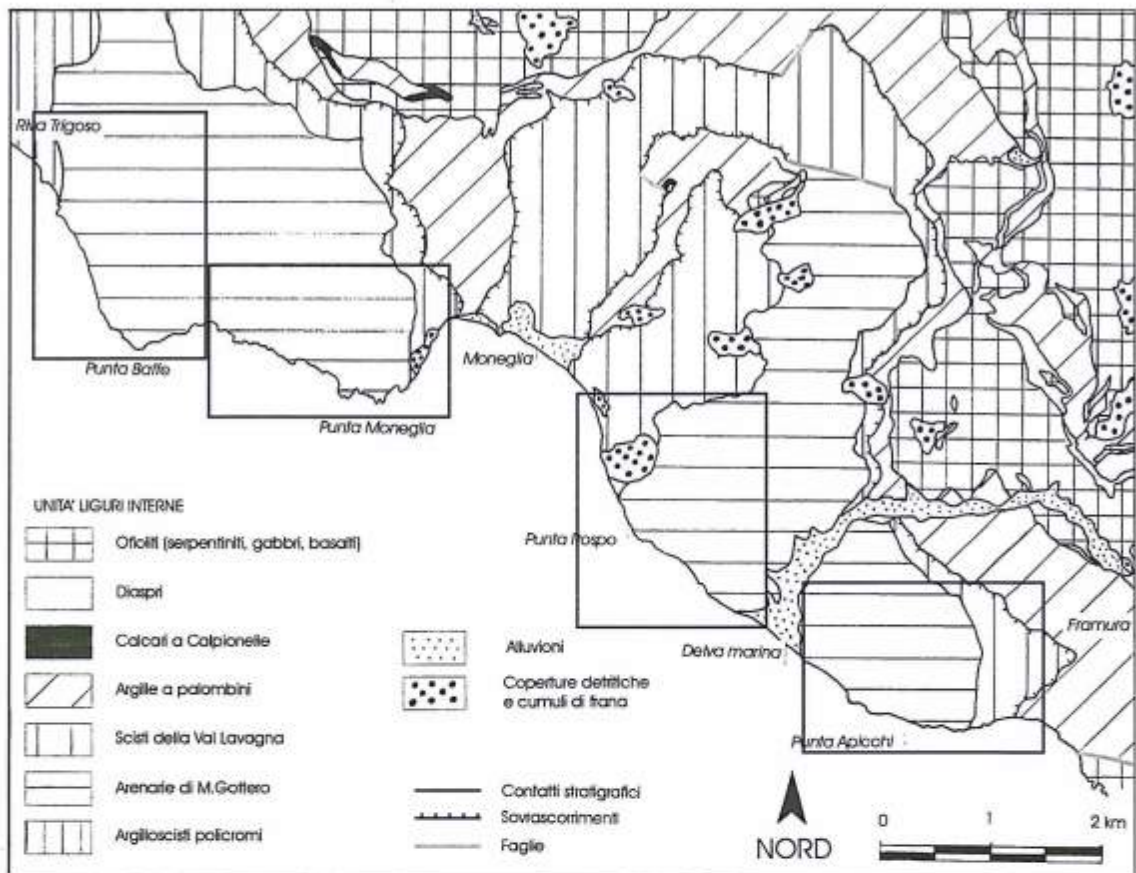 Riva Trigoso
Punta Baffe
Moneglia
Punta Moneglia
Punta Rospo
Deiva marina
Framura
Punta Apicchi
UNITA' LIGURI INTERNE
Ofioliti (serpentiniti, gabbri, basalti)
Diaspri
Calcari a Calpionelle
Argille a palombini
Scisti della Val Lavagna
Arenarie di M.Gottero
Argilloscisti policromi
Alluvioni
Coperture detritiche
e cumuli di frana
Contatti stratigrafici
Sovrascorrimenti
Faglie
NORD
0 1 2 km